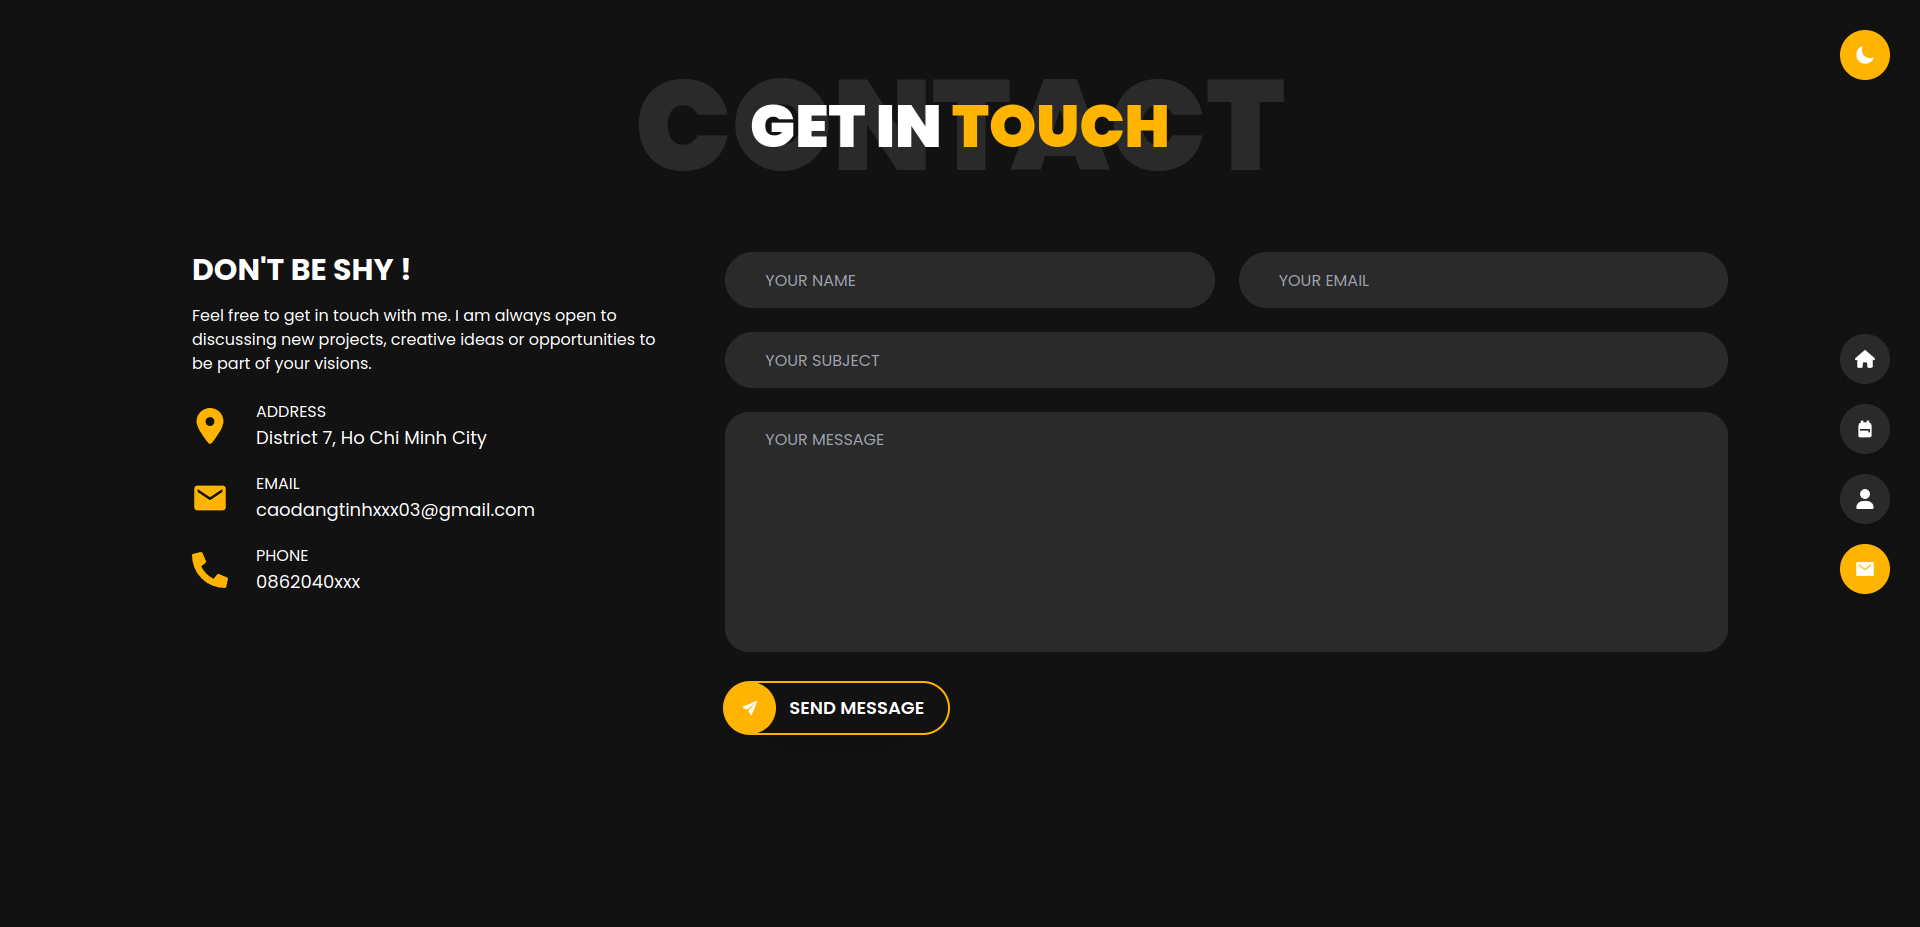 CONTACT
GET IN TOUCH
DON'T BE SHY !
Feel free to get in touch with me. I am always open to
discussing new projects, creative ideas or opportunities to
be part of your visions.
ADDRESS
District 7, Ho Chi Minh City
EMAIL
caodangtinhxxx03@gmail.com
PHONE
0862040xxx
YOUR NAME
YOUR EMAIL
YOUR SUBJECT
YOUR MESSAGE
SEND MESSAGE